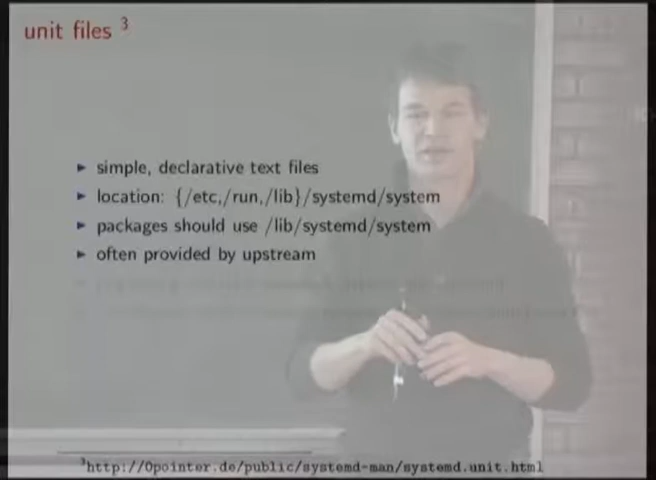 unit files 3
simple, declarative text files
location: {/etc,/run,/lib}/systemd/system
packages should use /lib/systemd/system
often provided by upstream
3http://0pointer.de/public/systemd-man/systemd.unit.html